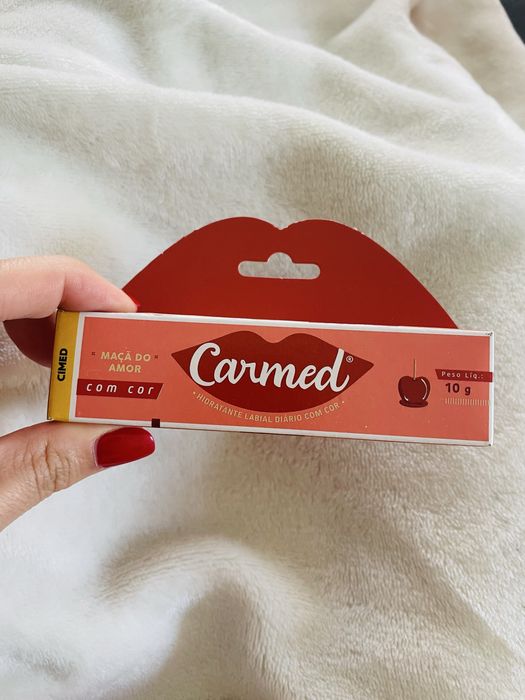 CIMED
MAÇÃ DO
AMOR
com cor
Carmed®
• HIDRATANTE LABIAL DIÁRIO COM COR •
Peso Líq.:
10 g